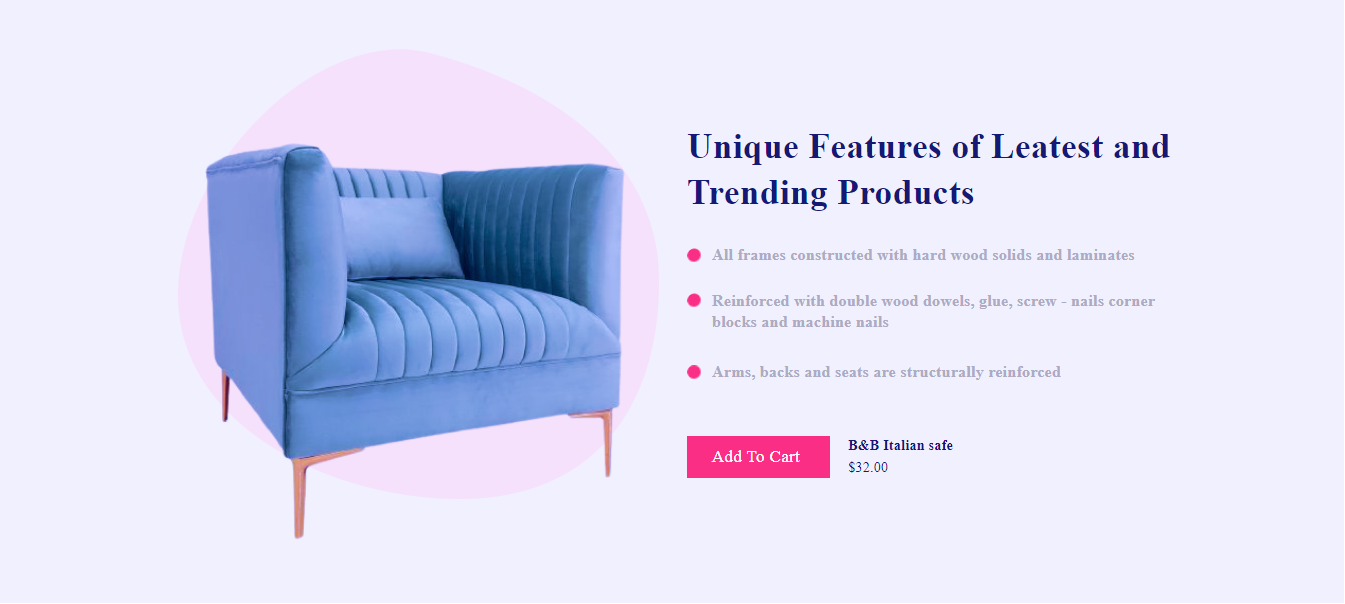 Unique Features of Leatest and
Trending Products
All frames constructed with hard wood solids and laminates
Reinforced with double wood dowels, glue, screw - nails corner
blocks and machine nails
Arms, backs and seats are structurally reinforced
Add To Cart
B&B Italian safe
$32.00